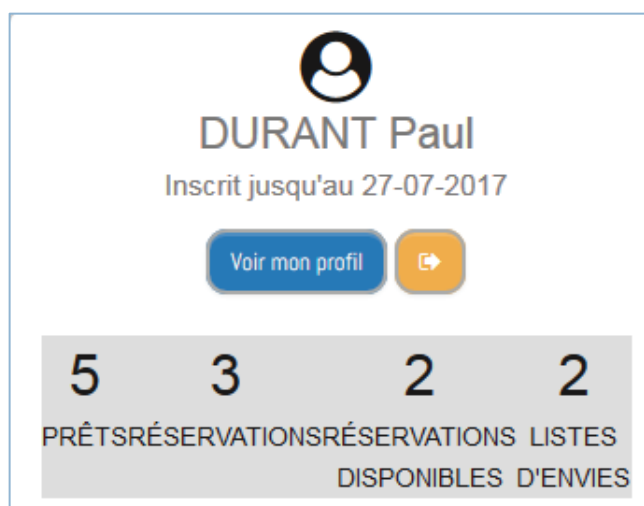 DURANT Paul
Inscrit jusqu'au 27-07-2017
Voir mon profil
5 3 2 2
PRÊTSRÉSERVATIONSRÉSERVATIONS LISTES
DISPONIBLES D'ENVIES